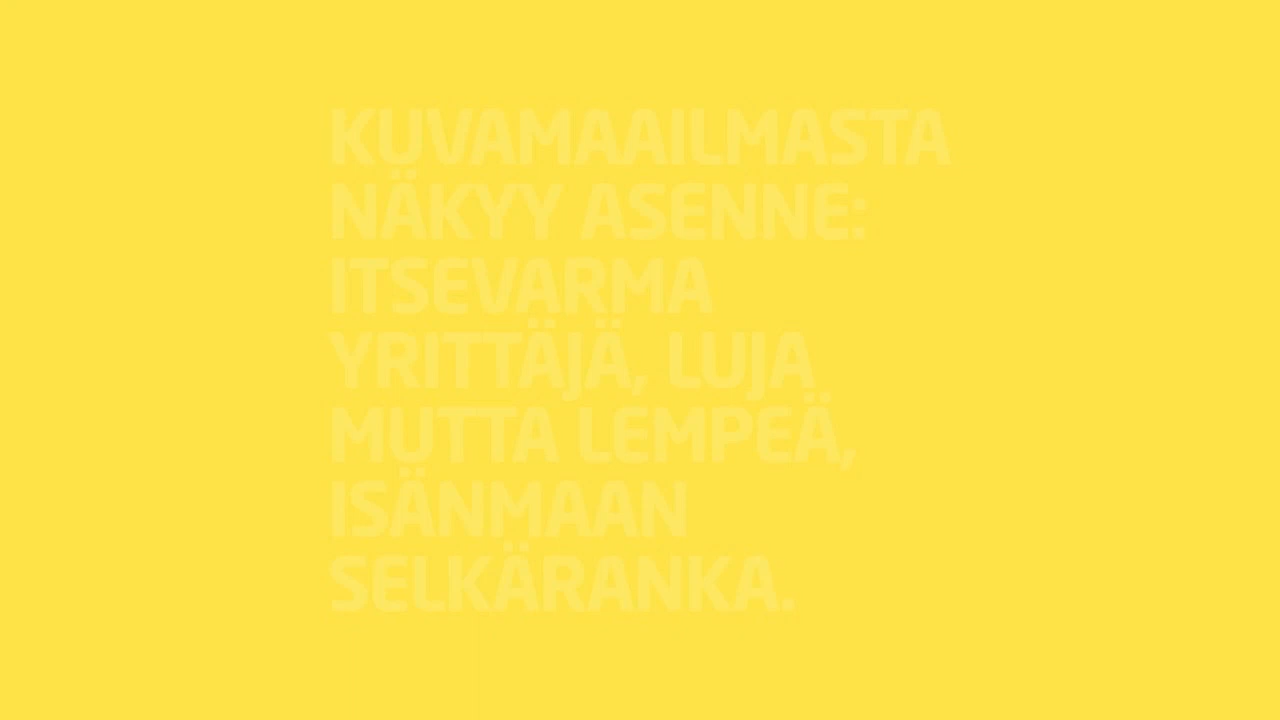 KUVAMAAILMASTA
NÄKYY ASENNE:
ITSEVARMA
YRITTÄJÄ, LUJA
MUTTA LEMPEÄ,
ISÄNMAAN
SELKÄRANKA.